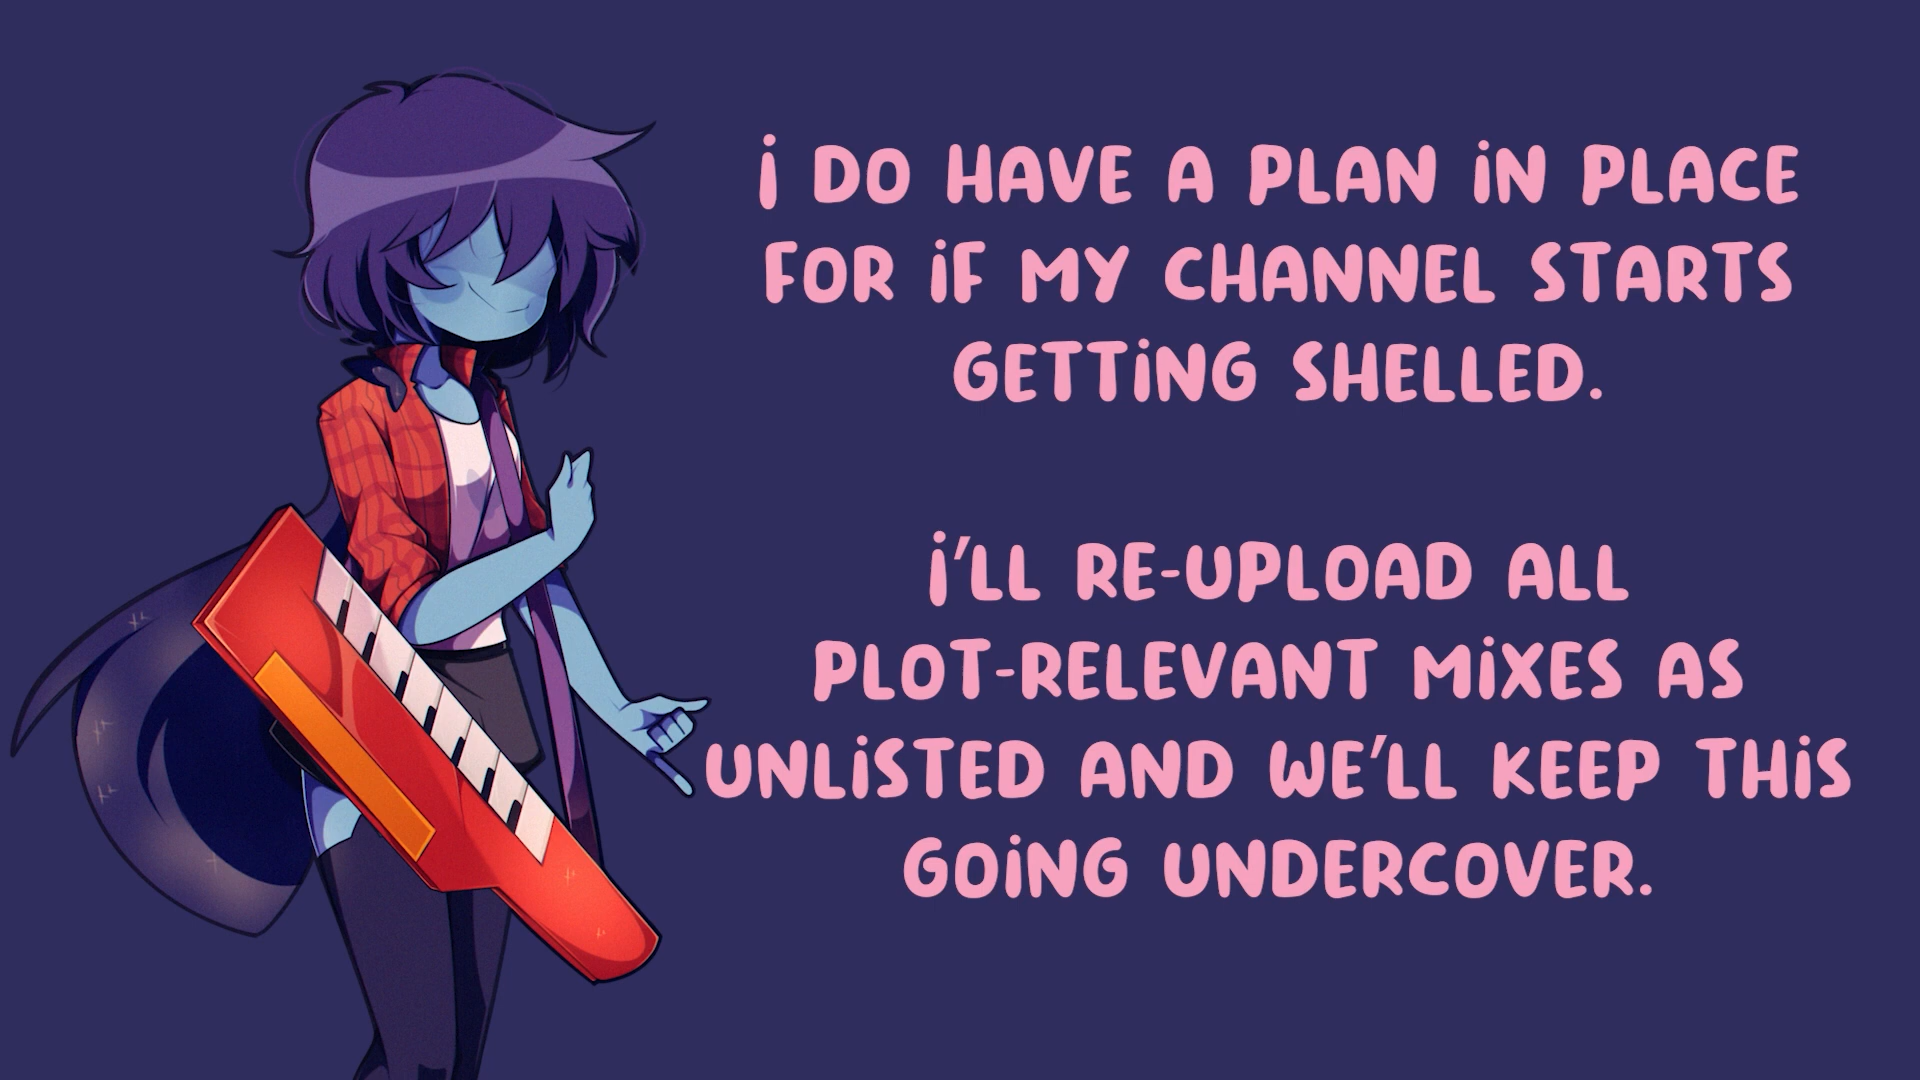 I DO HAVE A PLAN IN PLACE
FOR IF MY CHANNEL STARTS
GETTING SHELLED.
I'LL RE-UPLOAD ALL
PLOT-RELEVANT MIXES AS
UNLISTED AND WE'LL KEEP THIS
GOING UNDERCOVER.